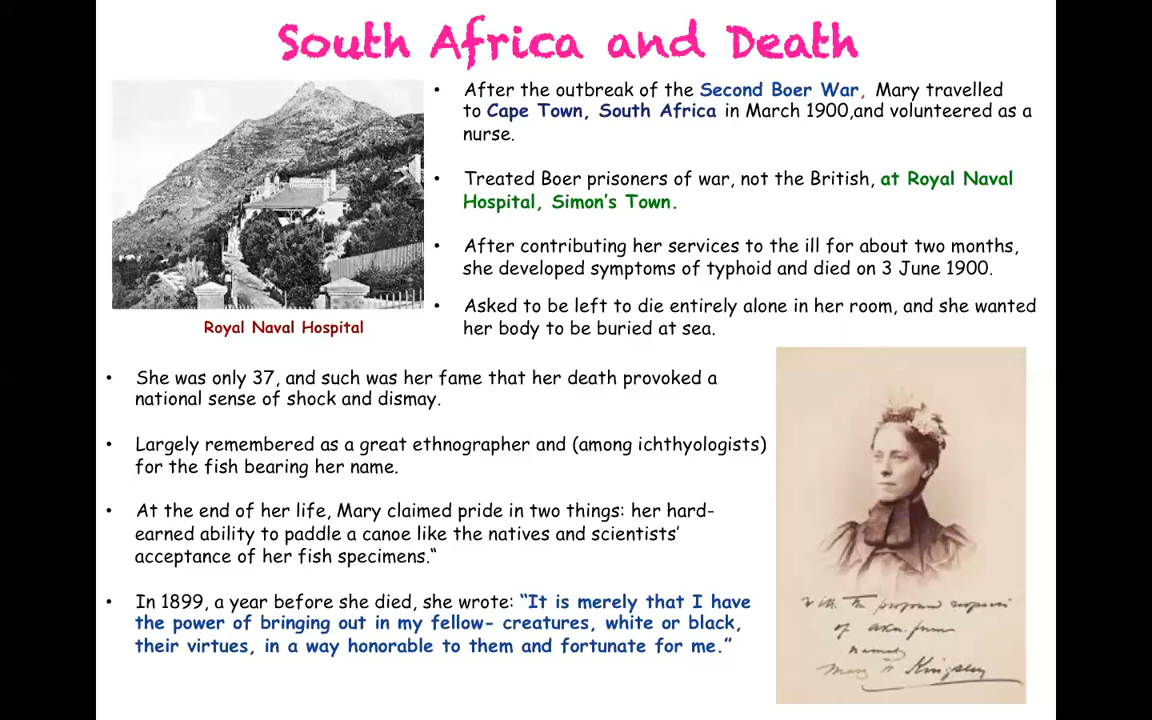 South Africa and Death
• After the outbreak of the Second Boer War, Mary travelled
to Cape Town, South Africa in March 1900,and volunteered as a
nurse.
• Treated Boer prisoners of war, not the British, at Royal Naval
Hospital, Simon's Town.
• After contributing her services to the ill for about two months,
she developed symptoms of typhoid and died on 3 June 1900.
• Asked to be left to die entirely alone in her room, and she wanted
her body to be buried at sea.
Royal Naval Hospital
• She was only 37, and such was her fame that her death provoked a
national sense of shock and dismay.
• Largely remembered as a great ethnographer and (among ichthyologists)
for the fish bearing her name.
• At the end of her life, Mary claimed pride in two things: her hard-
earned ability to paddle a canoe like the natives and scientists'
acceptance of her fish specimens."
• In 1899, a year before she died, she wrote: "It is merely that I have
the power of bringing out in my fellow- creatures, white or black,
their virtues, in a way honorable to them and fortunate for me."
With The
of
Mary H Kingsley